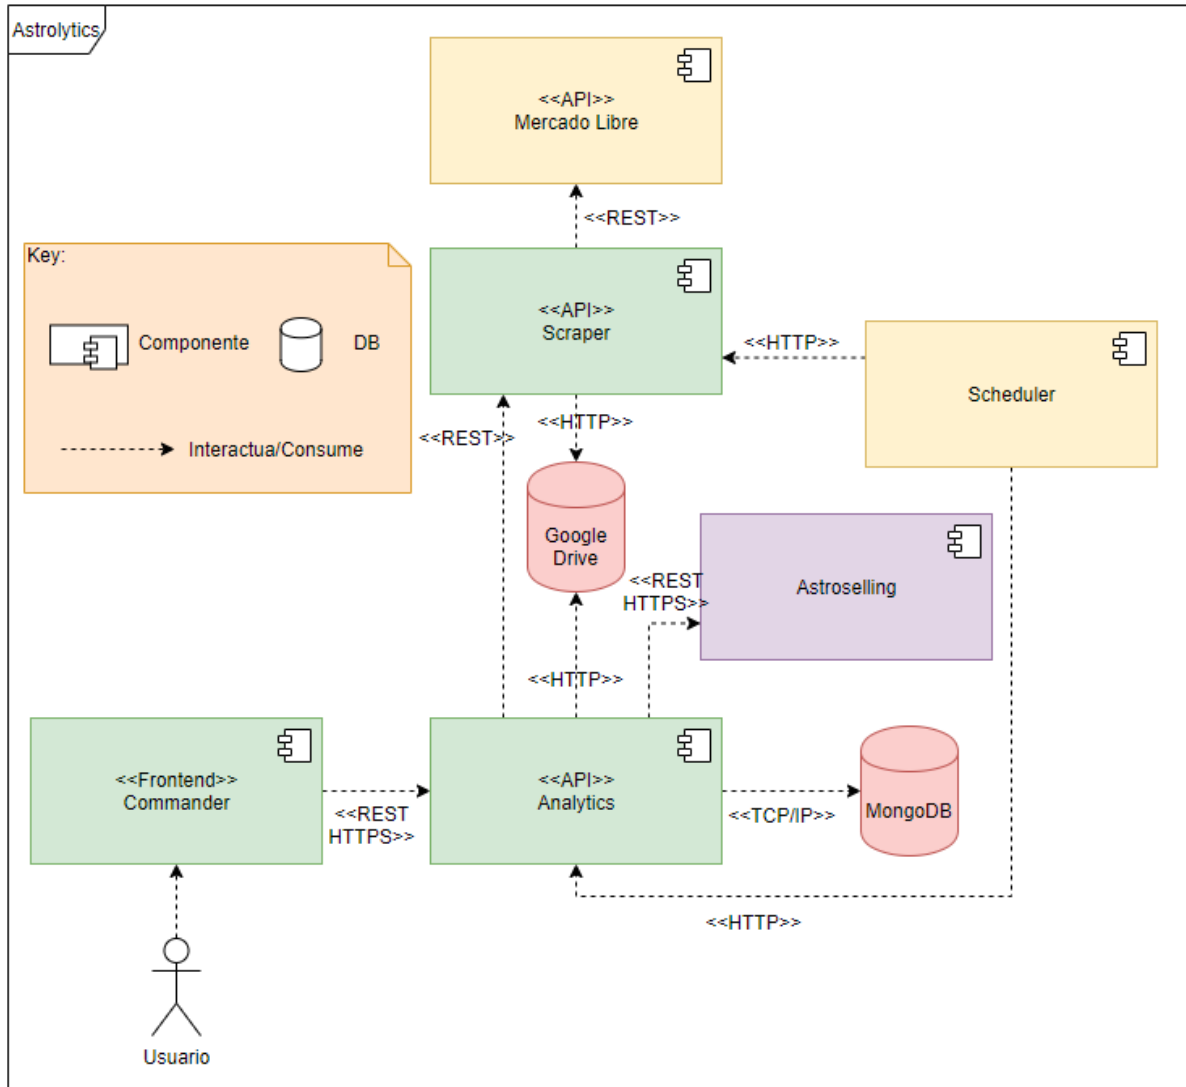 Astrolytics
<<API>>
Mercado Libre
<<REST>>
Key:
Componente
DB
Interactua/Consume
<<API>>
Scraper
<<HTTP>>
Scheduler
<<REST>>
<<HTTP>>
Google
Drive
<<REST
HTTPS>>
Astroselling
<<HTTP>>
<<Frontend>>
Commander
<<REST
HTTPS>>
<<API>>
Analytics
<<TCP/IP>>
MongoDB
<<HTTP>>
Usuario